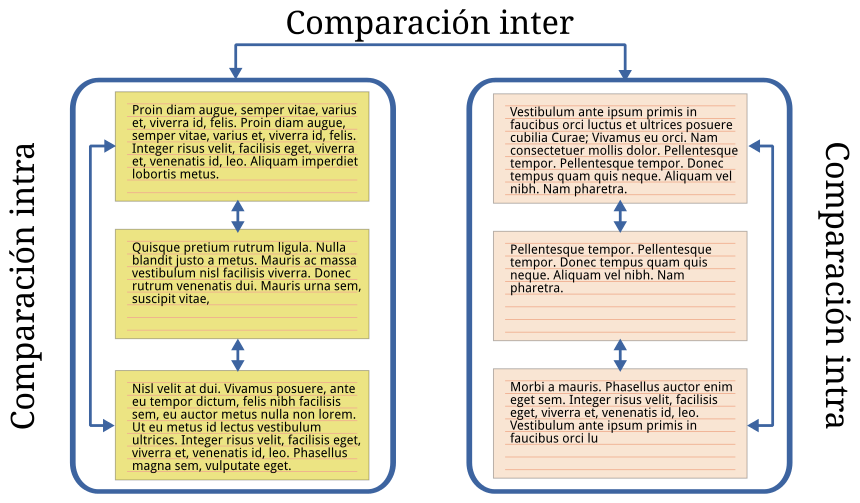 Comparación inter
Comparación intra
Proin diam augue, semper vitae, varius
et, viverra id, felis. Proin diam augue,
semper vitae, varius et, viverra id, felis.
Integer risus velit, facilisis eget, viverra
et, venenatis id, leo. Aliquam imperdiet
lobortis metus.
Quisque pretium rutrum ligula. Nulla
blandit justo a metus. Mauris ac massa
vestibulum nisl facilisis viverra. Donec
rutrum venenatis dui. Mauris urna sem,
suscipit vitae,
Nisl velit at dui. Vivamus posuere, ante
eu tempor dictum, felis nibh facilisis
sem, eu auctor metus nulla non lorem.
Ut eu metus id lectus vestibulum
ultrices. Integer risus velit, facilisis eget,
viverra et, venenatis id, leo. Phasellus
magna sem, vulputate eget.
Vestibulum ante ipsum primis in
faucibus orci luctus et ultrices posuere
cubilia Curae; Vivamus eu orci. Nam
consectetuer mollis dolor. Pellentesque
tempor. Pellentesque tempor. Donec
tempus quam quis neque. Aliquam vel
nibh. Nam pharetra.
Pellentesque tempor. Pellentesque
tempor. Donec tempus quam quis
neque. Aliquam vel nibh. Nam
pharetra.
Morbi a mauris. Phasellus auctor enim
eget sem. Integer risus velit, facilisis
eget, viverra et, venenatis id, leo.
Vestibulum ante ipsum primis in
faucibus orci lu
Comparación intra